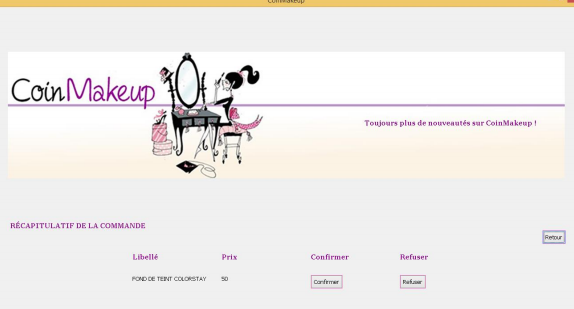 CoinMakeup
CoinMakeup
Toujours plus de nouveautés sur CoinMakeup !
RÉCAPITULATIF DE LA COMMANDE
Retour
Libellé Prix Confirmer Refuser
FOND DE TEINT COLORSTAY 50 Confirmer Refuser